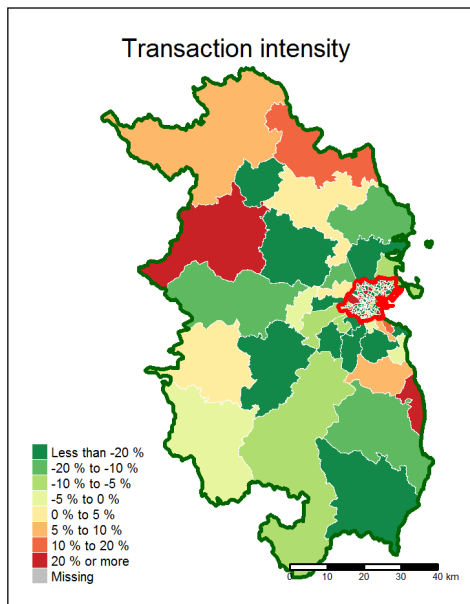 Transaction intensity
Less than -20 %
-20 % to -10 %
-10 % to -5 %
-5 % to 0 %
0 % to 5 %
5 % to 10 %
10 % to 20 %
20 % or more
Missing
0 10 20 30 40 km